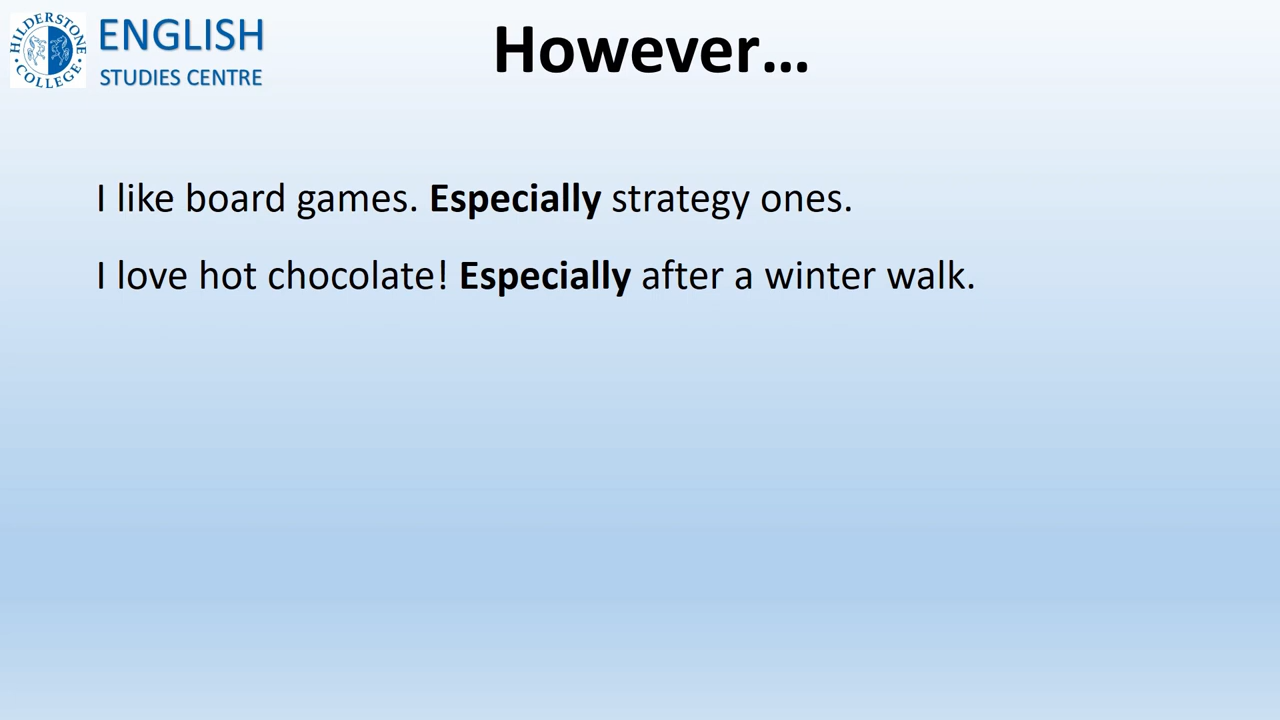 HILDERSTONE COLLEGE
ENGLISH
STUDIES CENTRE
However...
I like board games. Especially strategy ones.
I love hot chocolate! Especially after a winter walk.